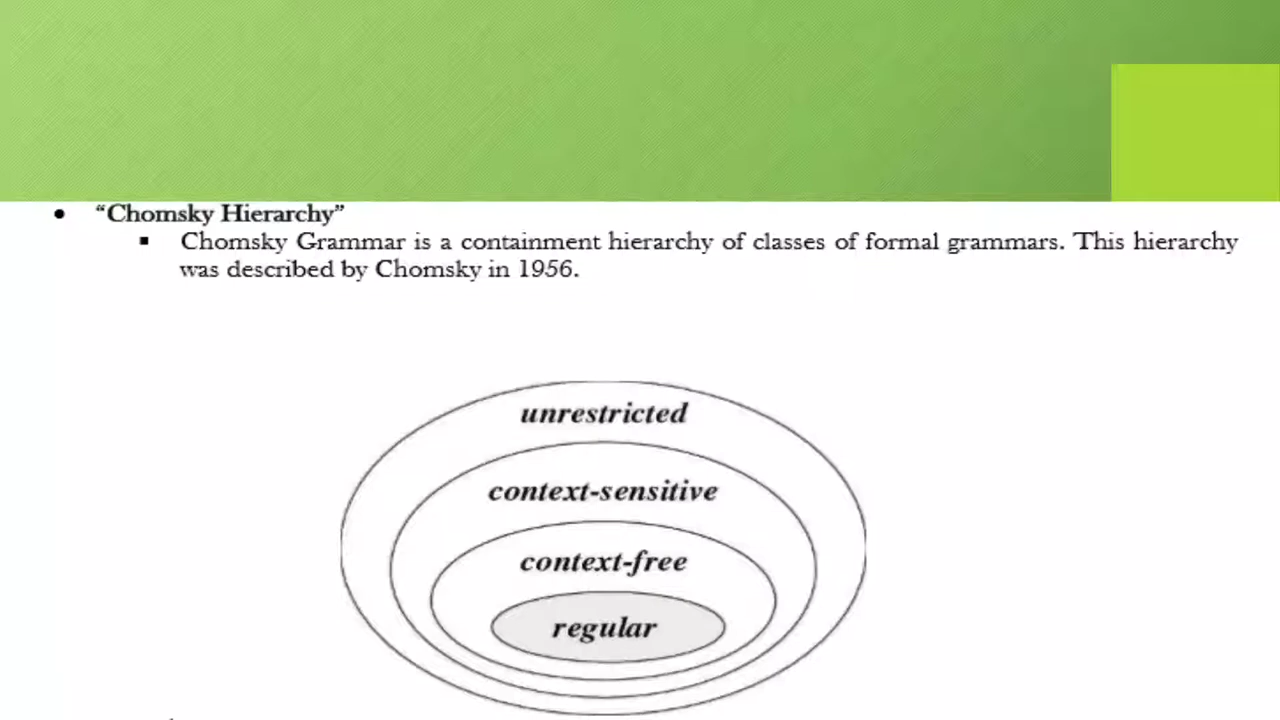 • “Chomsky Hierarchy”
▪ Chomsky Grammar is a containment hierarchy of classes of formal grammars. This hierarchy
was described by Chomsky in 1956.
unrestricted
context-sensitive
context-free
regular